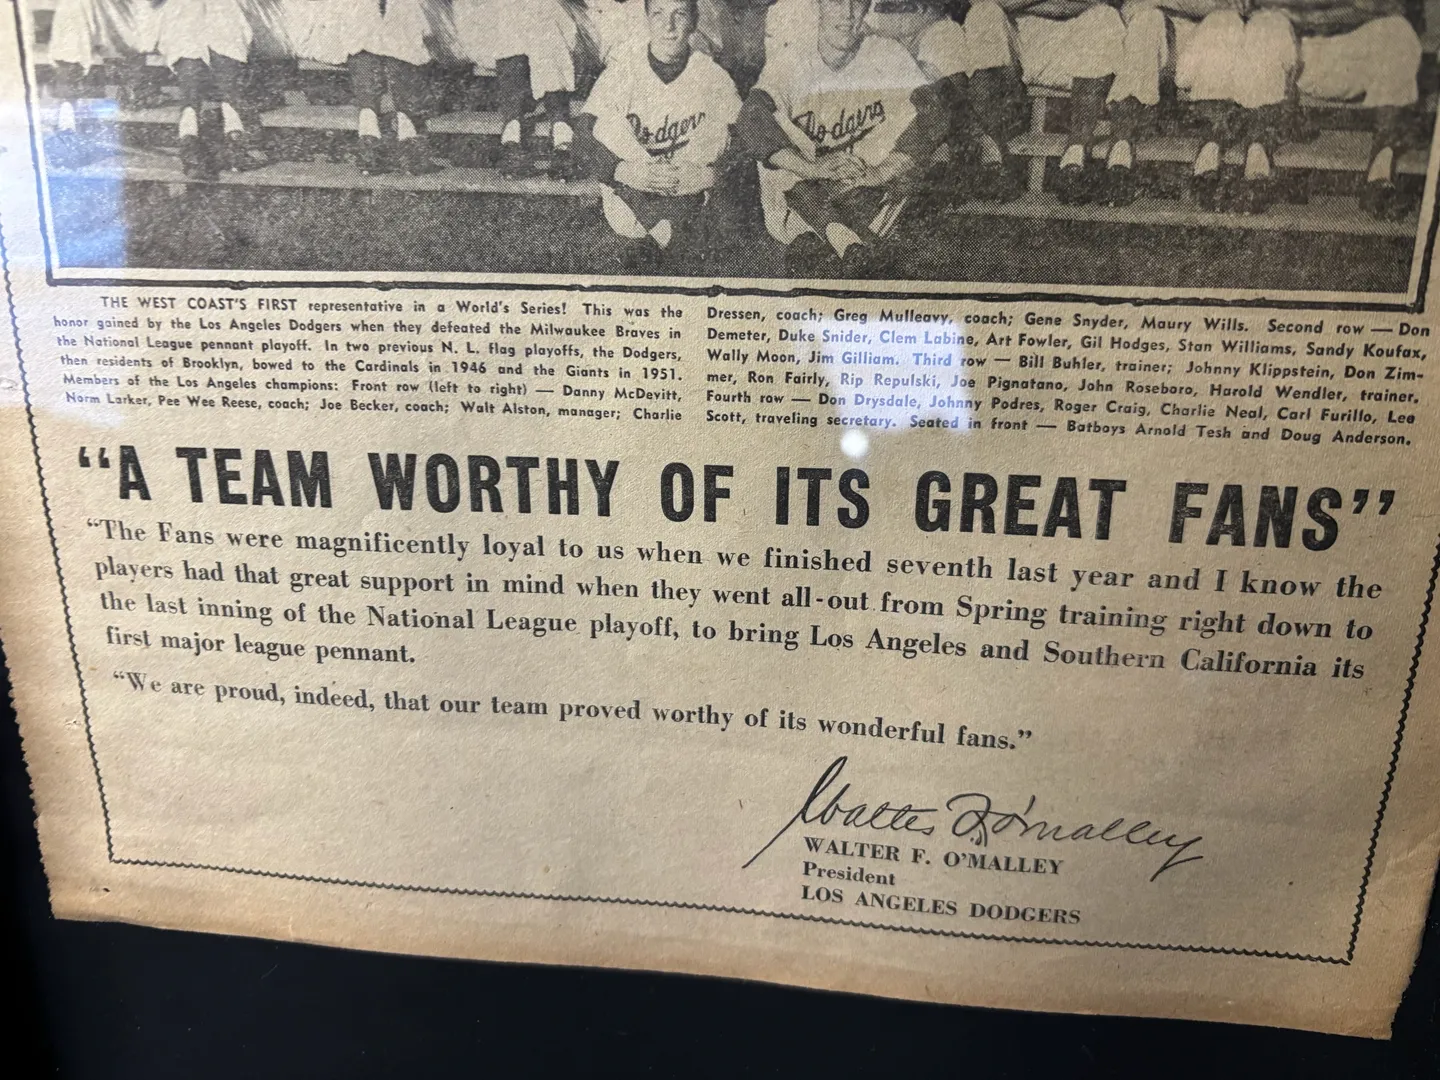 Dodgers
Dodgers
THE WEST COAST'S FIRST representative in a World's Series! This was the
honor gained by the Los Angeles Dodgers when they defeated the Milwaukee Braves in
the National League pennant playoff. In two previous N. L. flag playoffs, the Dodgers,
then residents of Brooklyn, bowed to the Cardinals in 1946 and the Giants in 1951.
Members of the Los Angeles champions: Front row (left to right) — Danny McDevitt,
Norm Larker, Pee Wee Reese, coach; Joe Becker, coach; Walt Alston, manager; Charlie
Dressen, coach; Greg Mulleavy, coach; Gene Snyder, Maury Wills. Second row — Don
Demeter, Duke Snider, Clem Labine, Art Fowler, Gil Hodges, Stan Williams, Sandy Koufax,
Wally Moon, Jim Gilliam. Third row — Bill Buhler, trainer; Johnny Klippstein, Don Zim-
mer, Ron Fairly, Rip Repulski, Joe Pignatano, John Roseboro, Harold Wendler, trainer.
Fourth row — Don Drysdale, Johnny Podres, Roger Craig, Charlie Neal, Carl Furillo, Lee
Scott, traveling secretary. Seated in front — Batboys Arnold Tesh and Doug Anderson.
"A TEAM WORTHY OF ITS GREAT FANS"
"The Fans were magnificently loyal to us when we finished seventh last year and I know the
players had that great support in mind when they went all-out from Spring training right down to
the last inning of the National League playoff, to bring Los Angeles and Southern California its
first major league pennant.
"We are proud, indeed, that our team proved worthy of its wonderful fans."
Walter F. O'Malley
WALTER F. O'MALLEY
President
LOS ANGELES DODGERS